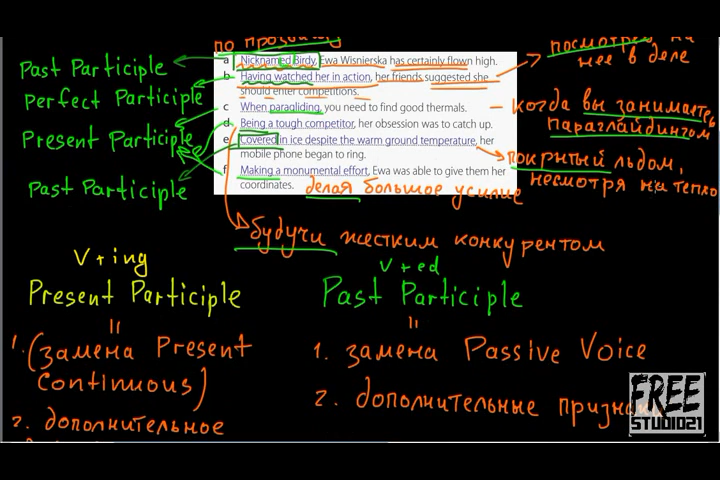 по прозвищу
посмотрев на
нее в деле
Past Participle
Perfect Participle
Present Participle
Past Participle
a Nicknamed Birdy, Ewa Wisnierska has certainly flown high.
b Having watched her in action, her friends suggested she
should enter competitions.
c When paragliding, you need to find good thermals.
d Being a tough competitor, her obsession was to catch up.
e Covered in ice despite the warm ground temperature, her
mobile phone began to ring.
f Making a monumental effort, Ewa was able to give them her
coordinates.
когда вы занимаетесь
параглайдингом
покрытый льдом,
несмотря на тепло
делая большое усилие
будучи жестким конкурентом
V + ing
Present Participle
=
1. (замена Present
Continuous)
2. дополнительное
V + ed
Past Participle
=
1. замена Passive Voice
2. дополнительные
FREE
STUDIO21